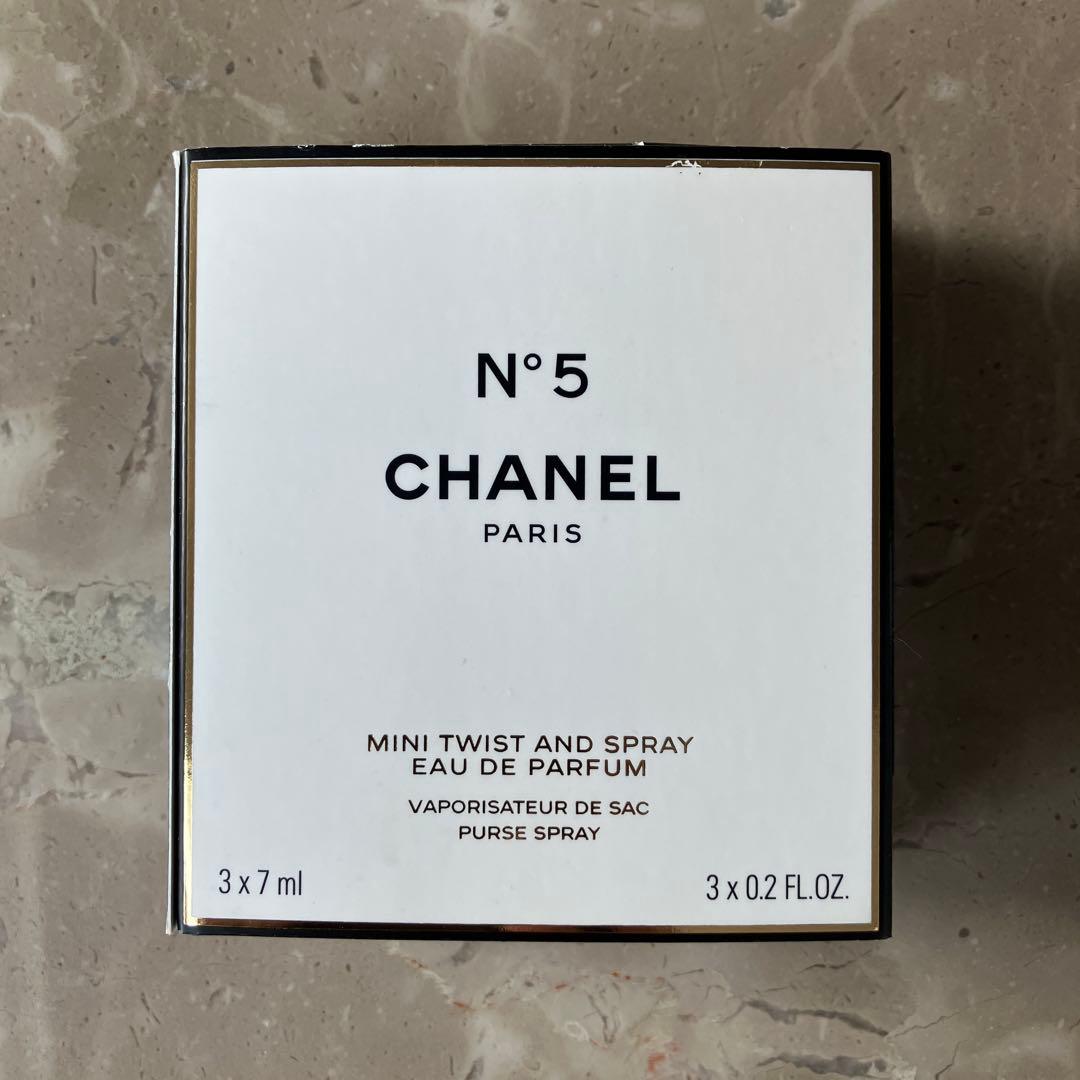 N°5
CHANEL
PARIS
MINI TWIST AND SPRAY
EAU DE PARFUM
VAPORISATEUR DE SAC
PURSE SPRAY
3 x 7 ml
3 x 0.2 FL.OZ.